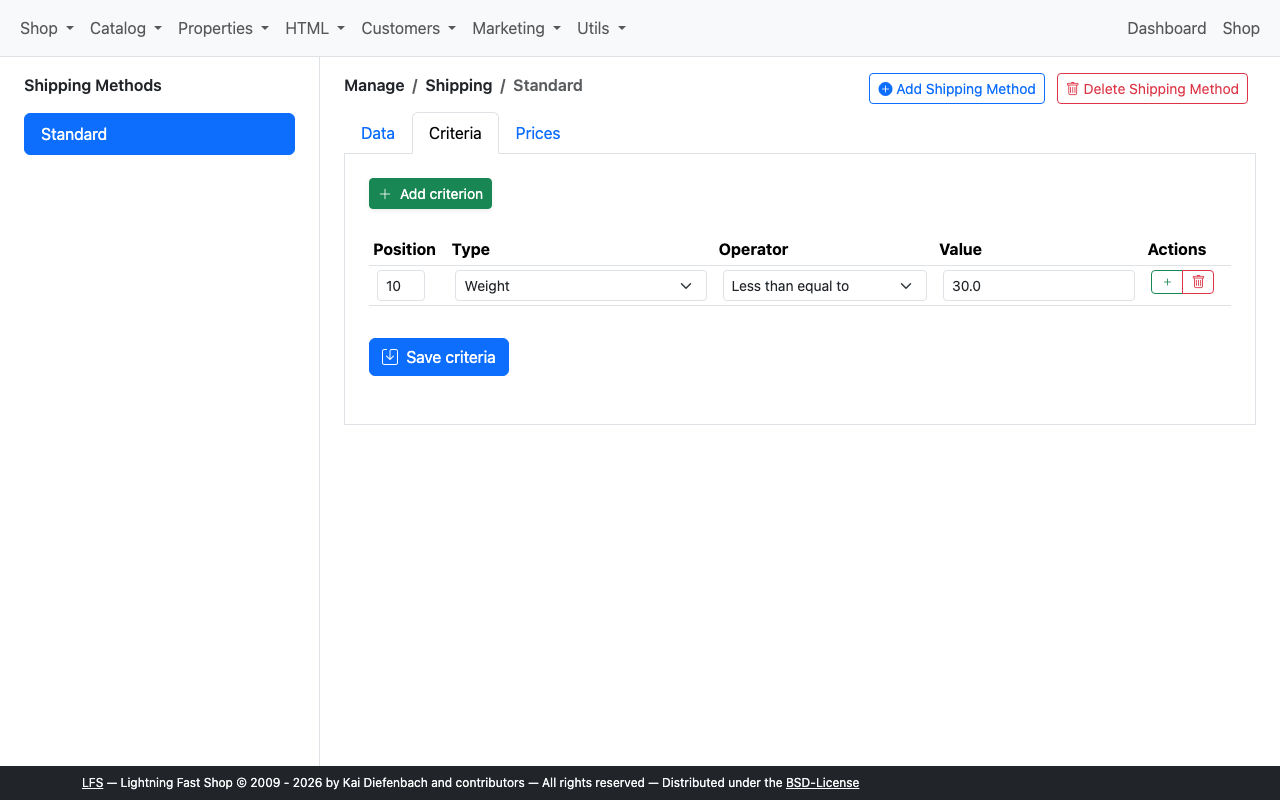 Shop Catalog Properties HTML Customers Marketing Utils Dashboard Shop
Shipping Methods
Standard
Manage / Shipping / Standard
Add Shipping Method Delete Shipping Method
Data Criteria Prices
Add criterion
Position Type Operator Value Actions
10 Weight Less than equal to 30.0
Save criteria
LFS — Lightning Fast Shop © 2009 - 2026 by Kai Diefenbach and contributors — All rights reserved — Distributed under the BSD-License